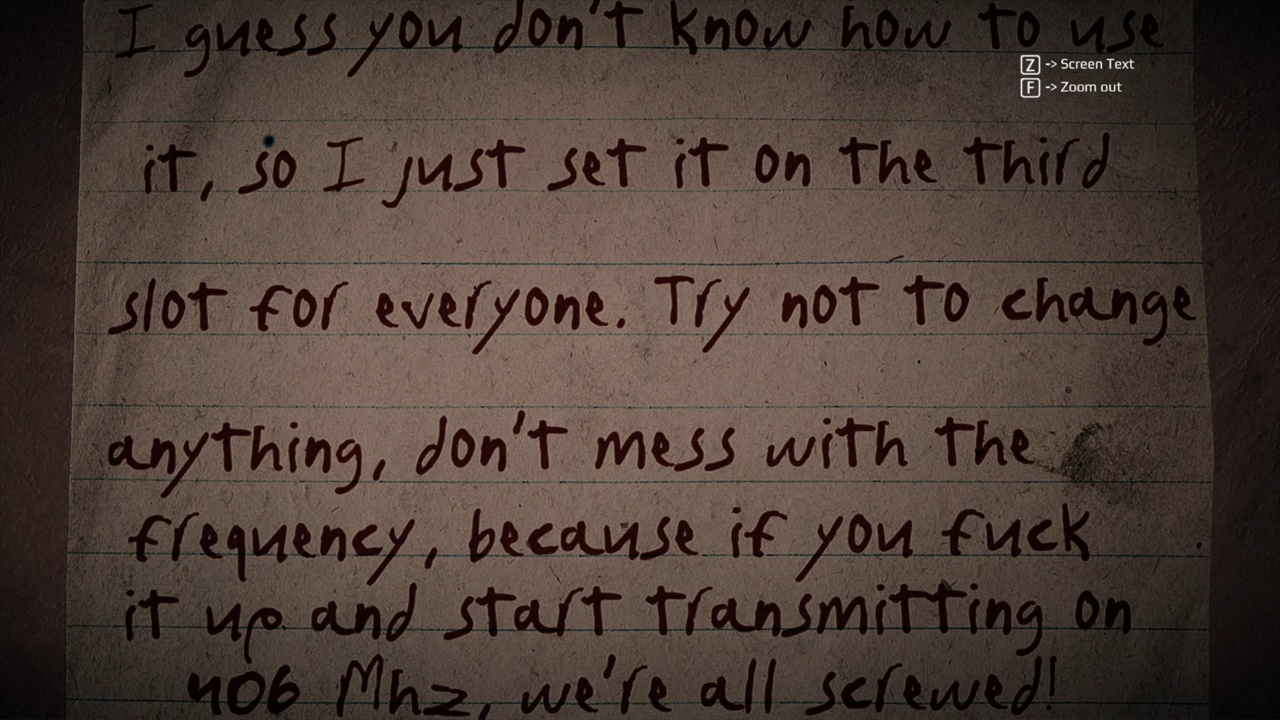 I guess you don't know how to use
Z -> Screen Text
F -> Zoom out
it, so I just set it on the third
slot for everyone. Try not to change
anything, don't mess with the
frequency, because if you fuck
it up and start transmitting on
406 Mhz, we're all screwed!